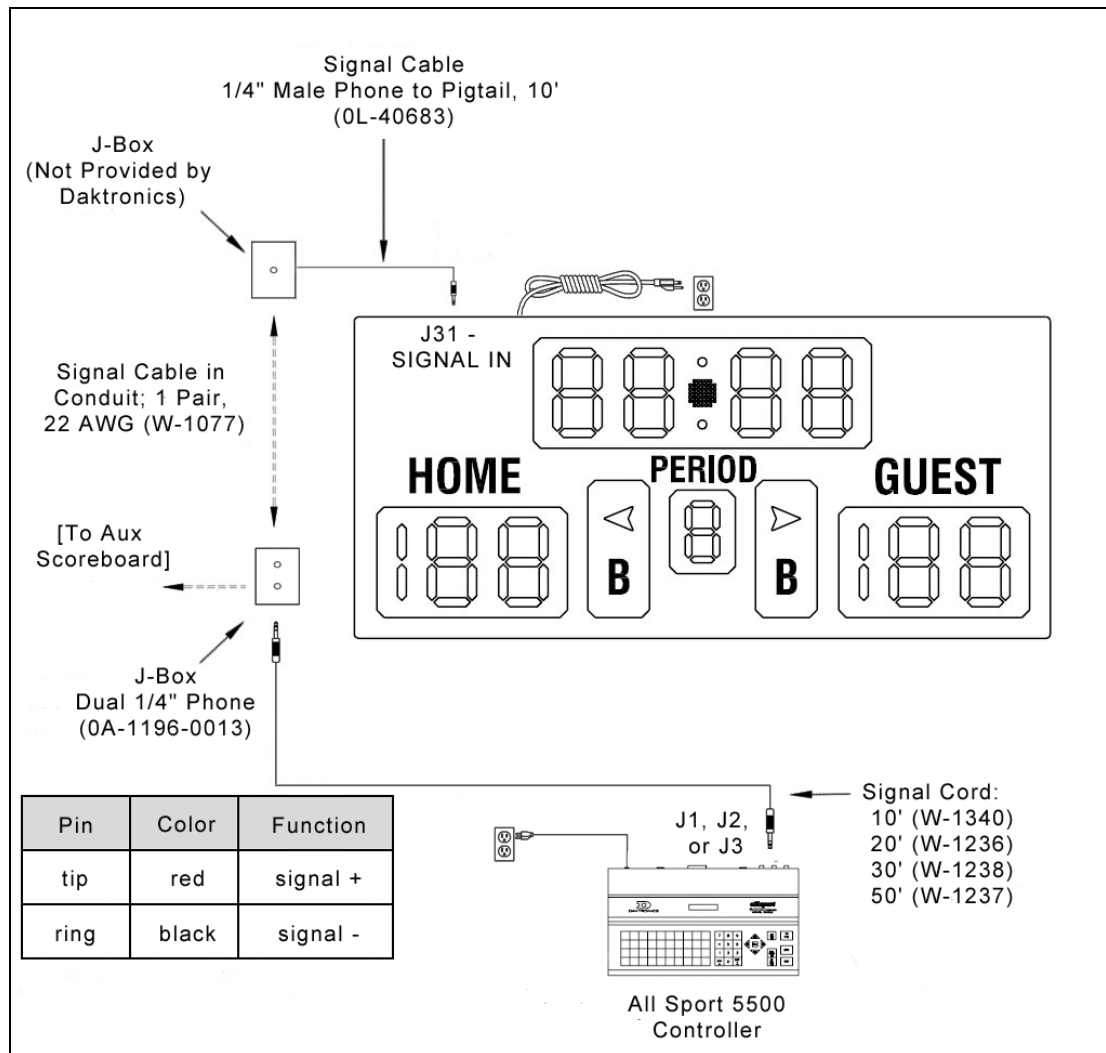 Signal Cable
1/4" Male Phone to Pigtail, 10'
(0L-40683)
J-Box
(Not Provided by
Daktronics)
J31 -
SIGNAL IN
Signal Cable in
Conduit; 1 Pair,
22 AWG (W-1077)
HOME
PERIOD
GUEST
B
B
[To Aux
Scoreboard]
J-Box
Dual 1/4" Phone
(0A-1196-0013)
Pin Color Function
tip red signal +
ring black signal -
J1, J2,
or J3
Signal Cord:
10' (W-1340)
20' (W-1236)
30' (W-1238)
50' (W-1237)
DAKTRONICS
All Sport 5500
Controller